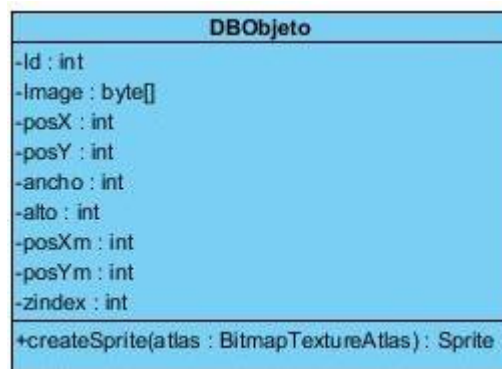 DBObjeto
-Id : int
-Image : byte[]
-posX : int
-posY : int
-ancho : int
-alto : int
-posXm : int
-posYm : int
-zindex : int
+createSprite(atlas : BitmapTextureAtlas) : Sprite